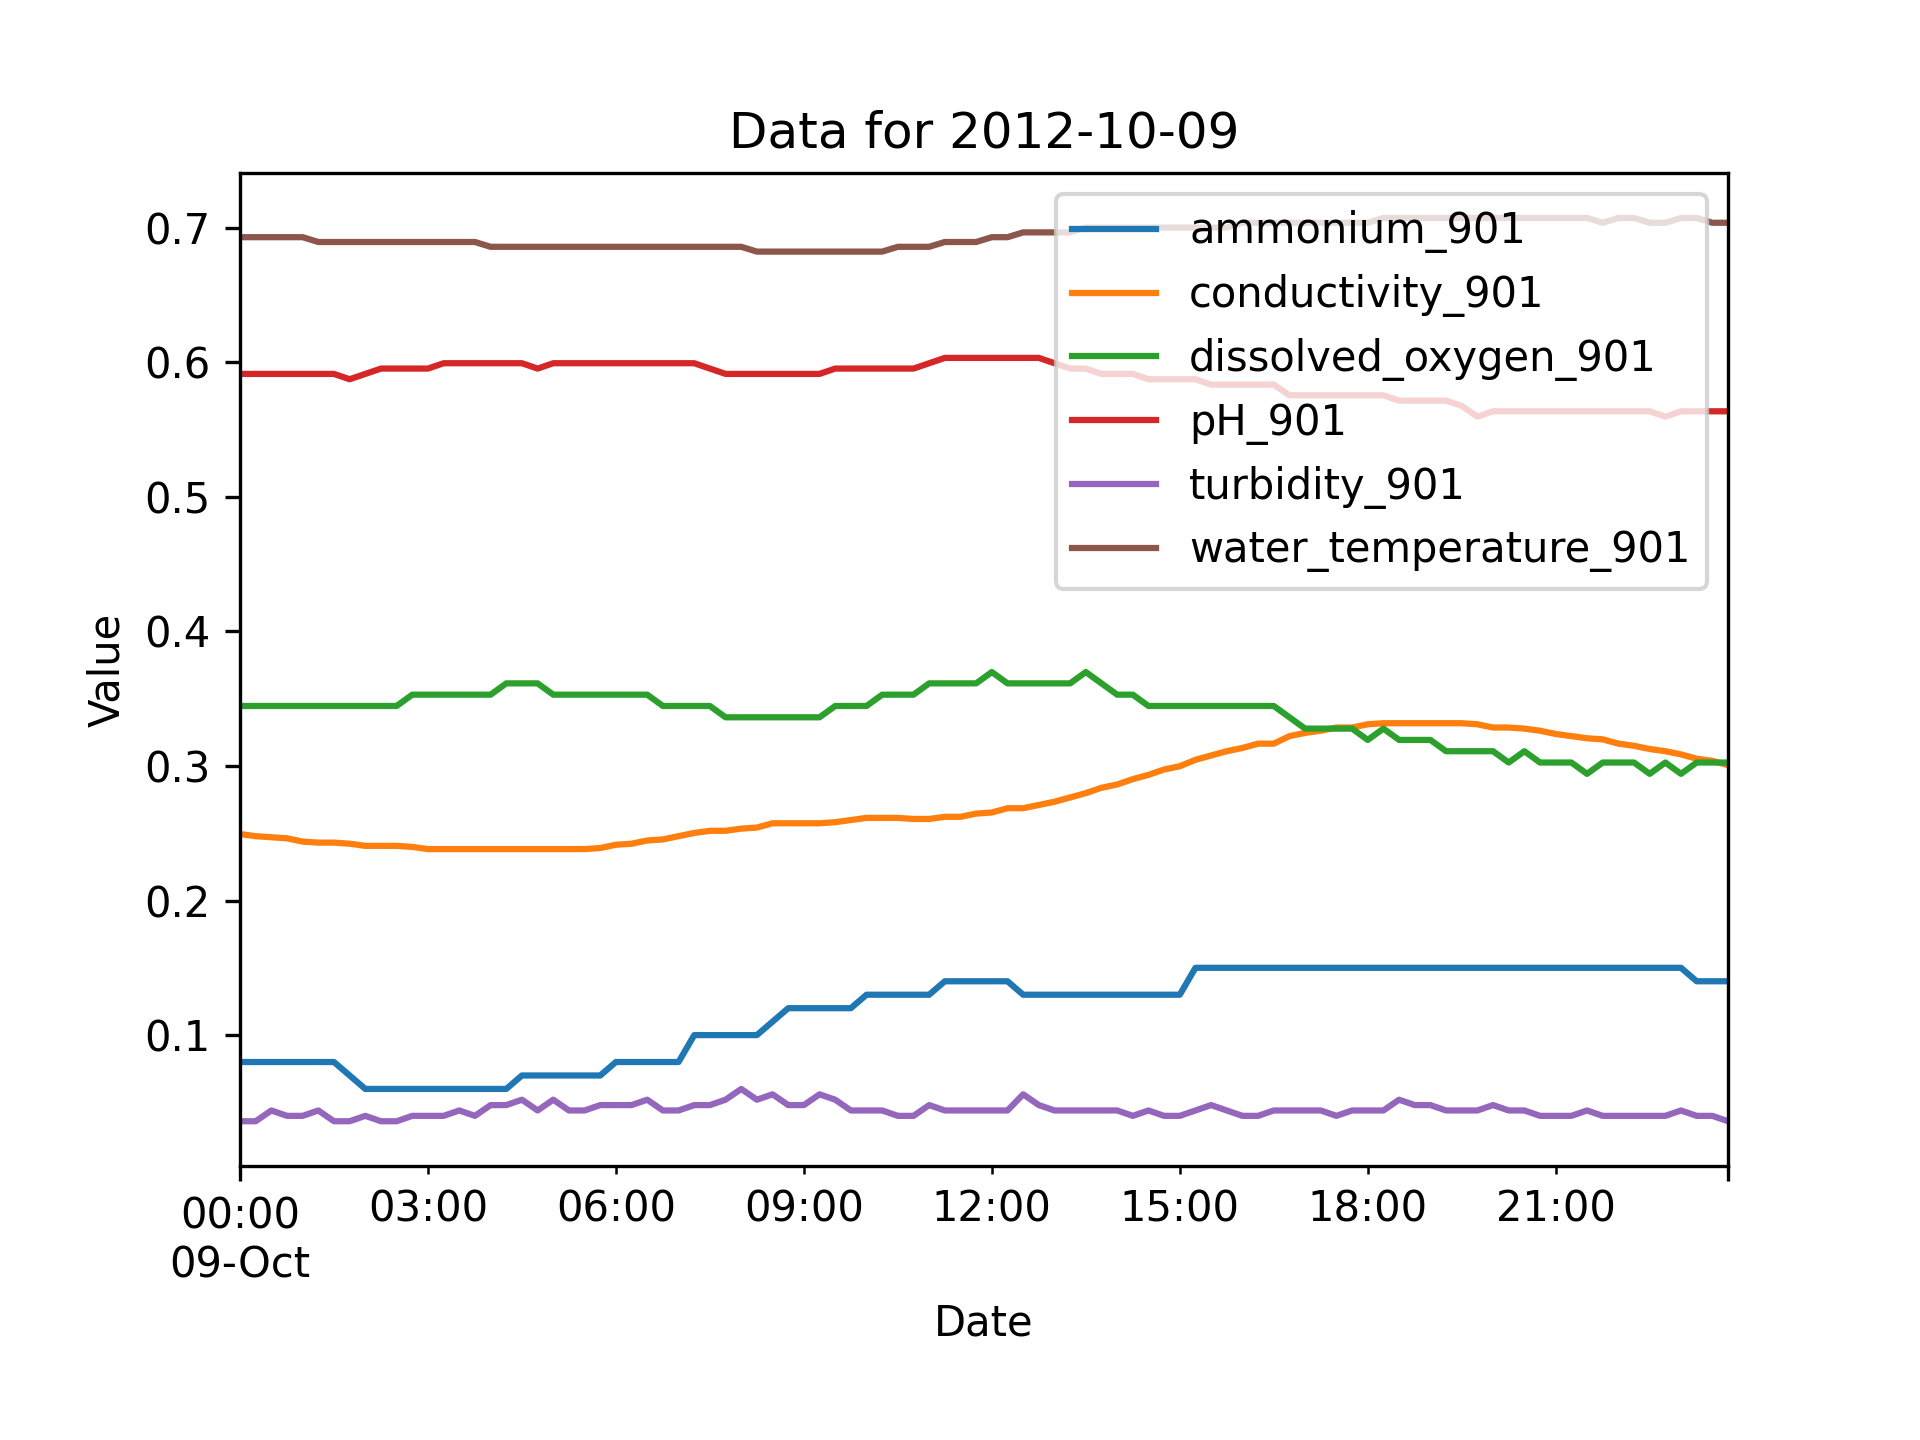 Data for 2012-10-09
0.7
0.6
0.5
0.4
0.3
0.2
0.1
Value
ammonium_901
conductivity_901
dissolved_oxygen_901
pH_901
turbidity_901
water_temperature_901
00:00 03:00 06:00 09:00 12:00 15:00 18:00 21:00
09-Oct
Date